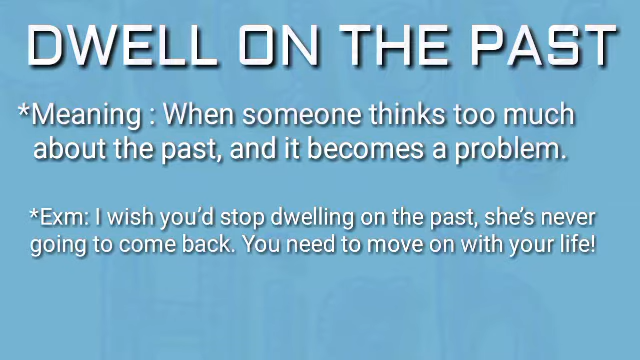 DWELL ON THE PAST
*Meaning : When someone thinks too much
about the past, and it becomes a problem.
*Exm: I wish you'd stop dwelling on the past, she's never
going to come back. You need to move on with your life!